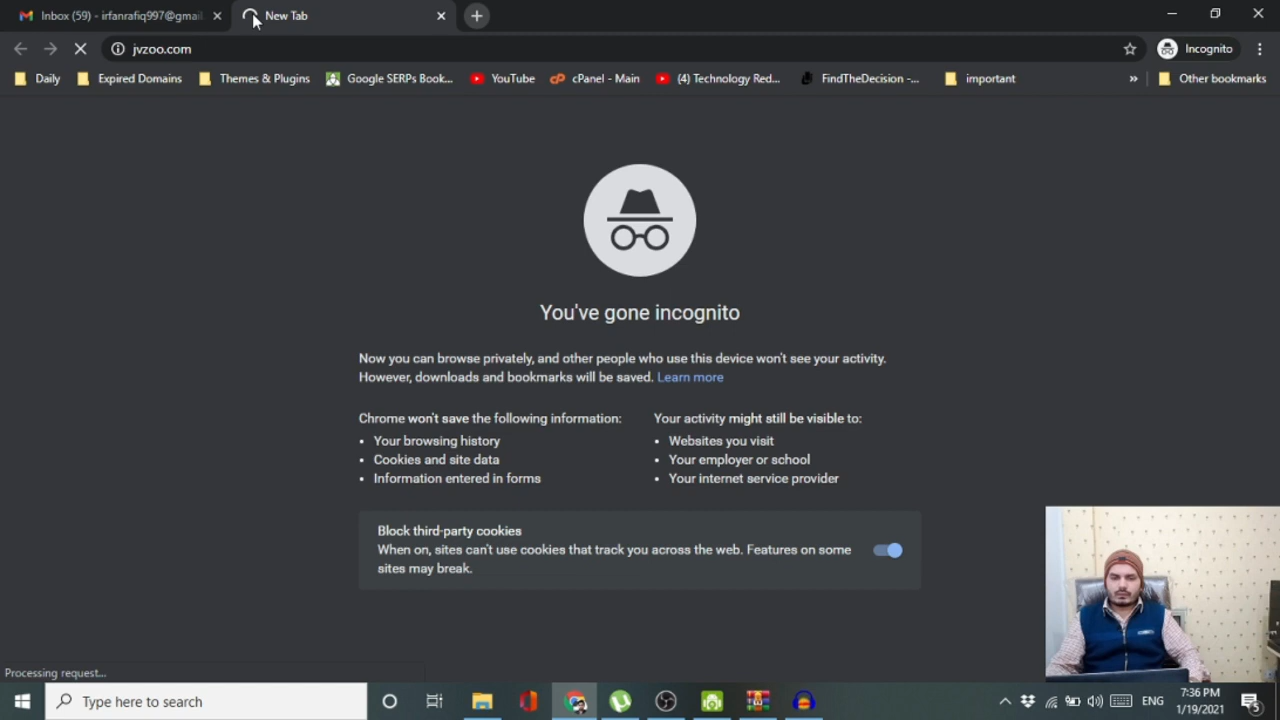 Inbox (59) - irfanrafiq997@gmail
New Tab
jvzoo.com
Incognito
Daily
Expired Domains
Themes & Plugins
Google SERPs Book...
YouTube
cPanel - Main
(4) Technology Red...
FindTheDecision -...
important
»
Other bookmarks
You've gone incognito
Now you can browse privately, and other people who use this device won't see your activity.
However, downloads and bookmarks will be saved. Learn more
Chrome won't save the following information:
• Your browsing history
• Cookies and site data
• Information entered in forms
Your activity might still be visible to:
• Websites you visit
• Your employer or school
• Your internet service provider
Block third-party cookies
When on, sites can't use cookies that track you across the web. Features on some
sites may break.
Processing request...
Type here to search
ENG
7:36 PM
1/19/2021
5